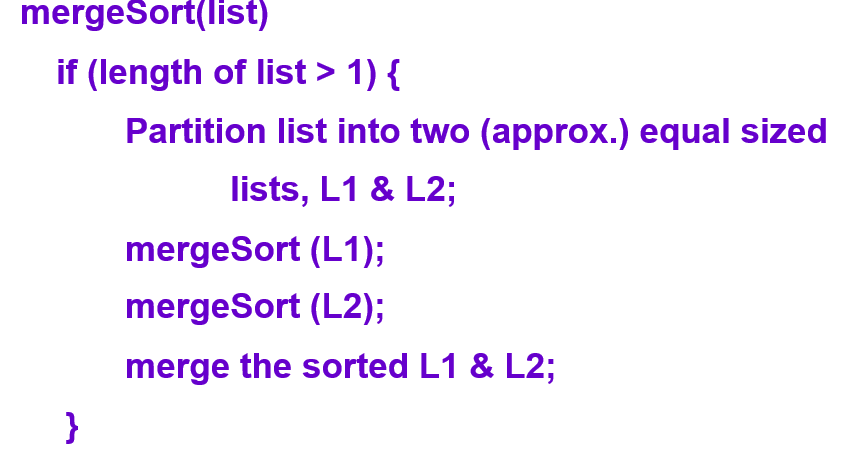 mergeSort(list)
if (length of list > 1) {
Partition list into two (approx.) equal sized
lists, L1 & L2;
mergeSort (L1);
mergeSort (L2);
merge the sorted L1 & L2;
}